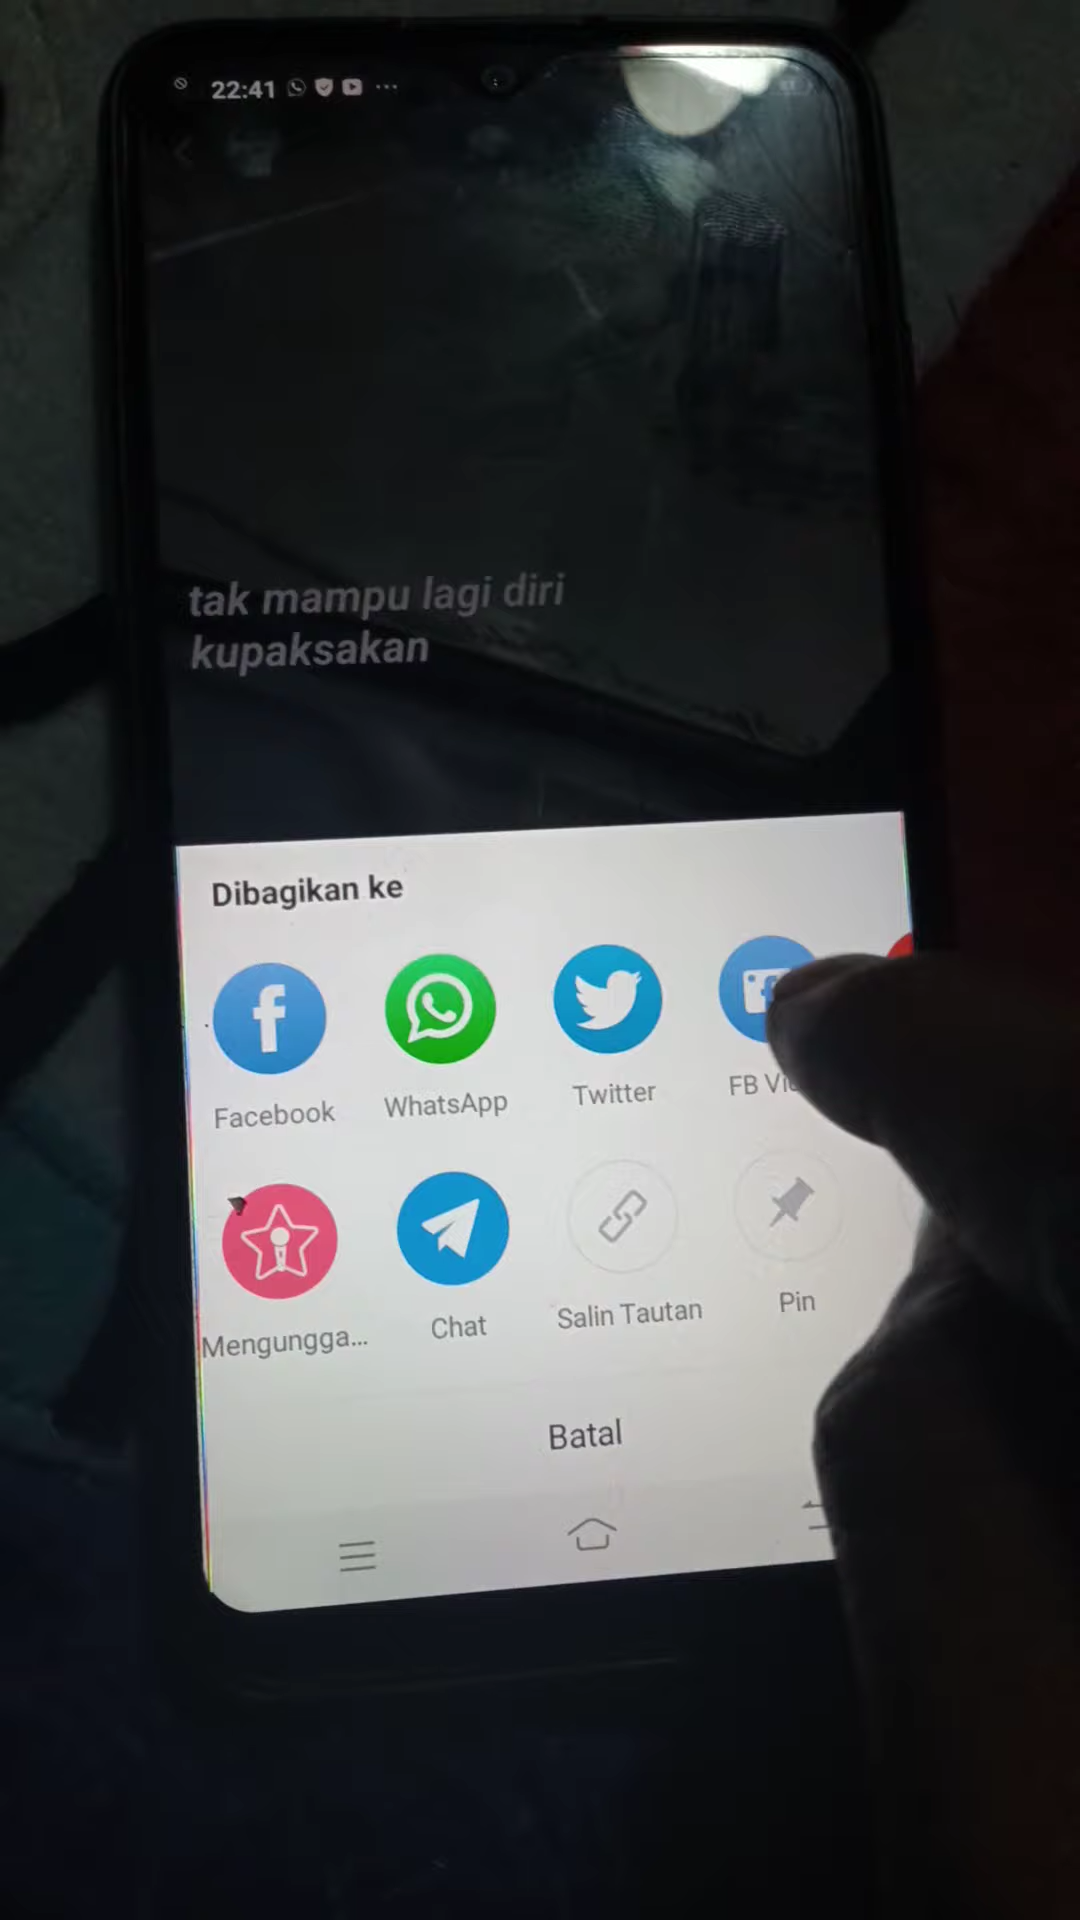 22:41
tak mampu lagi diri
kupaksakan
Dibagikan ke
Facebook
WhatsApp
Twitter
FB
Mengungga...
Chat
Salin Tautan
Pin
Batal